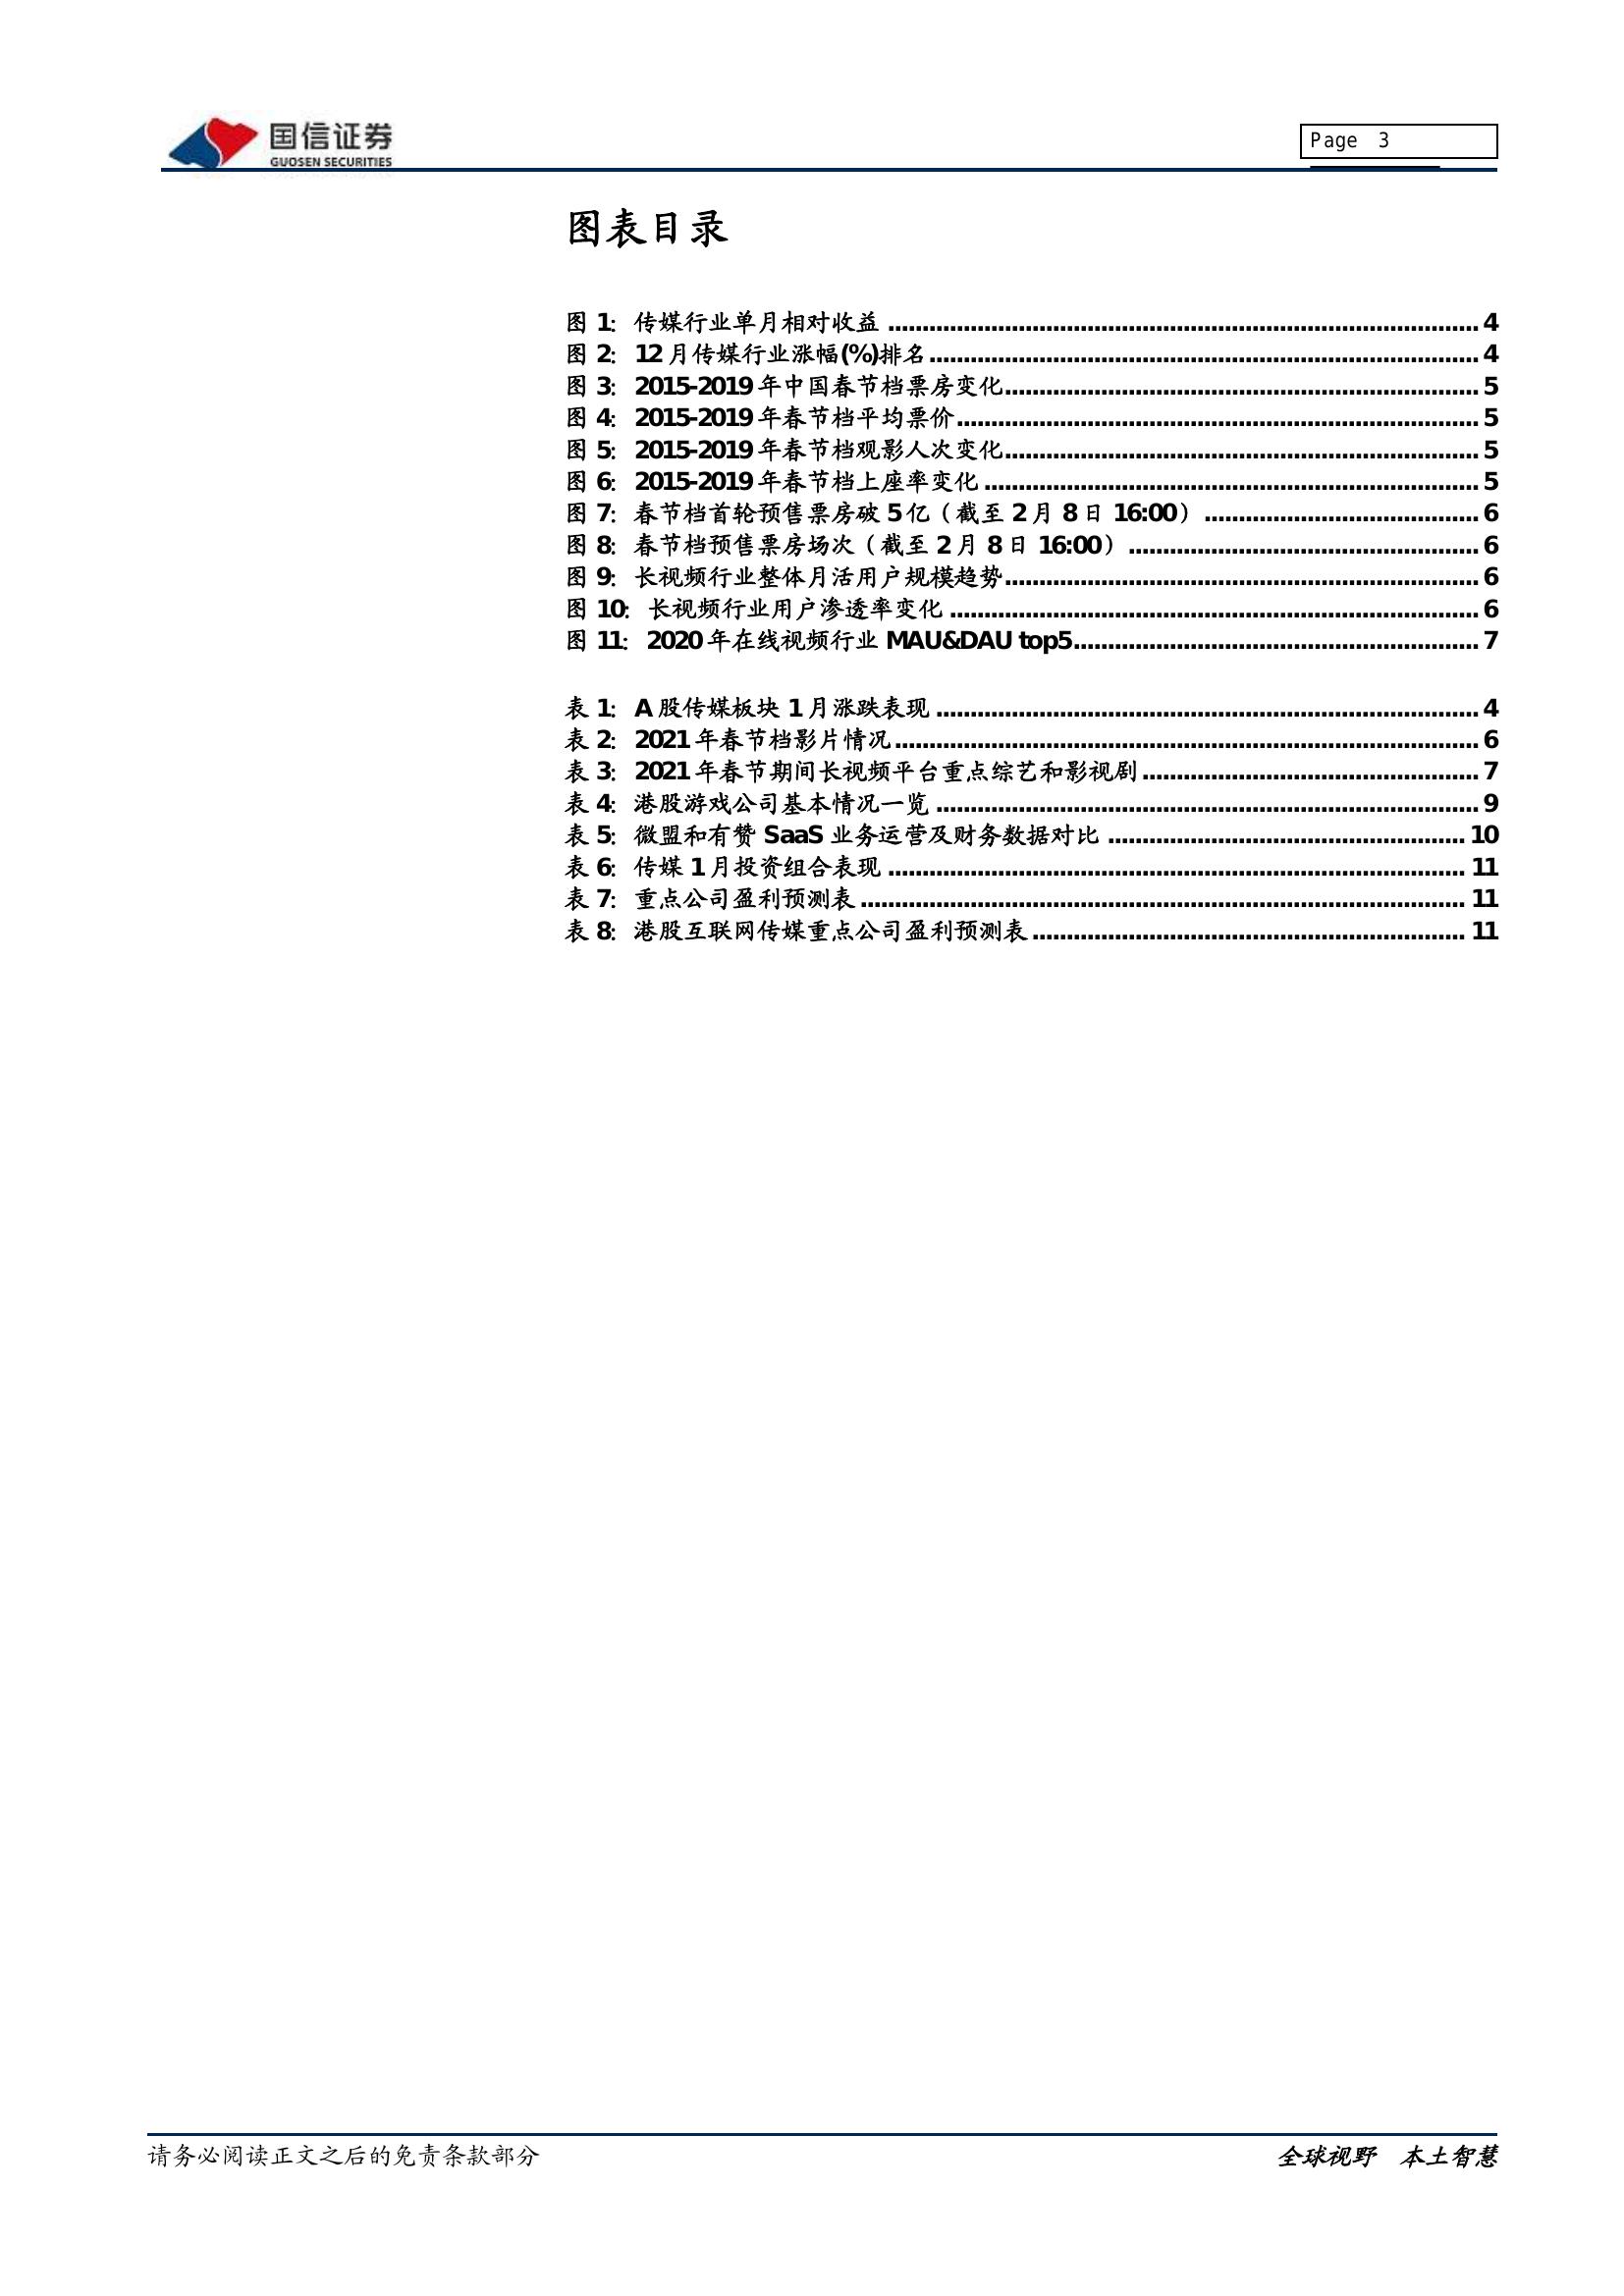 国信证券
GUOSEN SECURITIES
Page 3
图表目录
图 1: 传媒行业单月相对收益 ........ 4
图 2: 12 月传媒行业涨幅(%)排名 ........ 4
图 3: 2015-2019 年中国春节档票房变化 ........ 5
图 4: 2015-2019 年春节档平均票价 ........ 5
图 5: 2015-2019 年春节档观影人次变化 ........ 5
图 6: 2015-2019 年春节档上座率变化 ........ 5
图 7: 春节档首轮预售票房破 5 亿（截至 2 月 8 日 16:00） ........ 6
图 8: 春节档预售票房场次（截至 2 月 8 日 16:00） ........ 6
图 9: 长视频行业整体月活用户规模趋势 ........ 6
图 10: 长视频行业用户渗透率变化 ........ 6
图 11: 2020 年在线视频行业 MAU&DAU top5 ........ 7
表 1: A 股传媒板块 1 月涨跌表现 ........ 4
表 2: 2021 年春节档影片情况 ........ 6
表 3: 2021 年春节期间长视频平台重点综艺和影视剧 ........ 7
表 4: 港股游戏公司基本情况一览 ........ 9
表 5: 微盟和有赞 SaaS 业务运营及财务数据对比 ........ 10
表 6: 传媒 1 月投资组合表现 ........ 11
表 7: 重点公司盈利预测表 ........ 11
表 8: 港股互联网传媒重点公司盈利预测表 ........ 11
请务必阅读正文之后的免责条款部分
全球视野 本土智慧